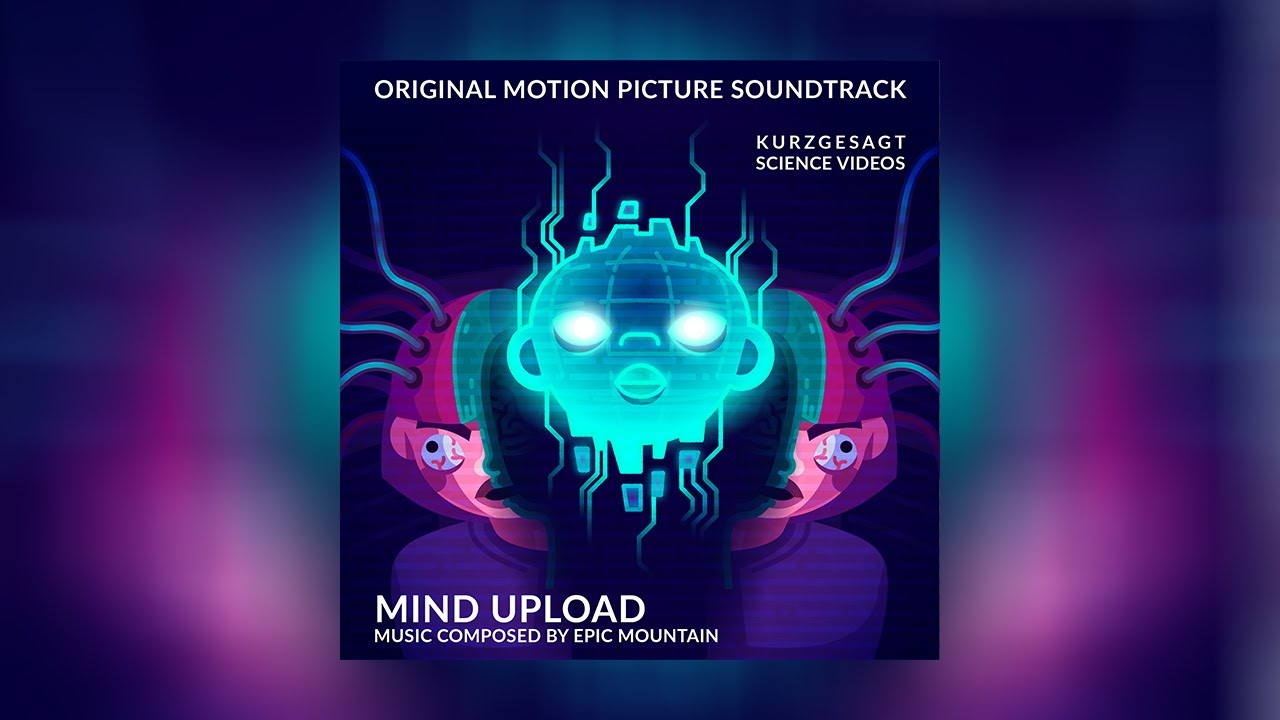 ORIGINAL MOTION PICTURE SOUNDTRACK
KURZGESAGT
SCIENCE VIDEOS
MIND UPLOAD
MUSIC COMPOSED BY EPIC MOUNTAIN